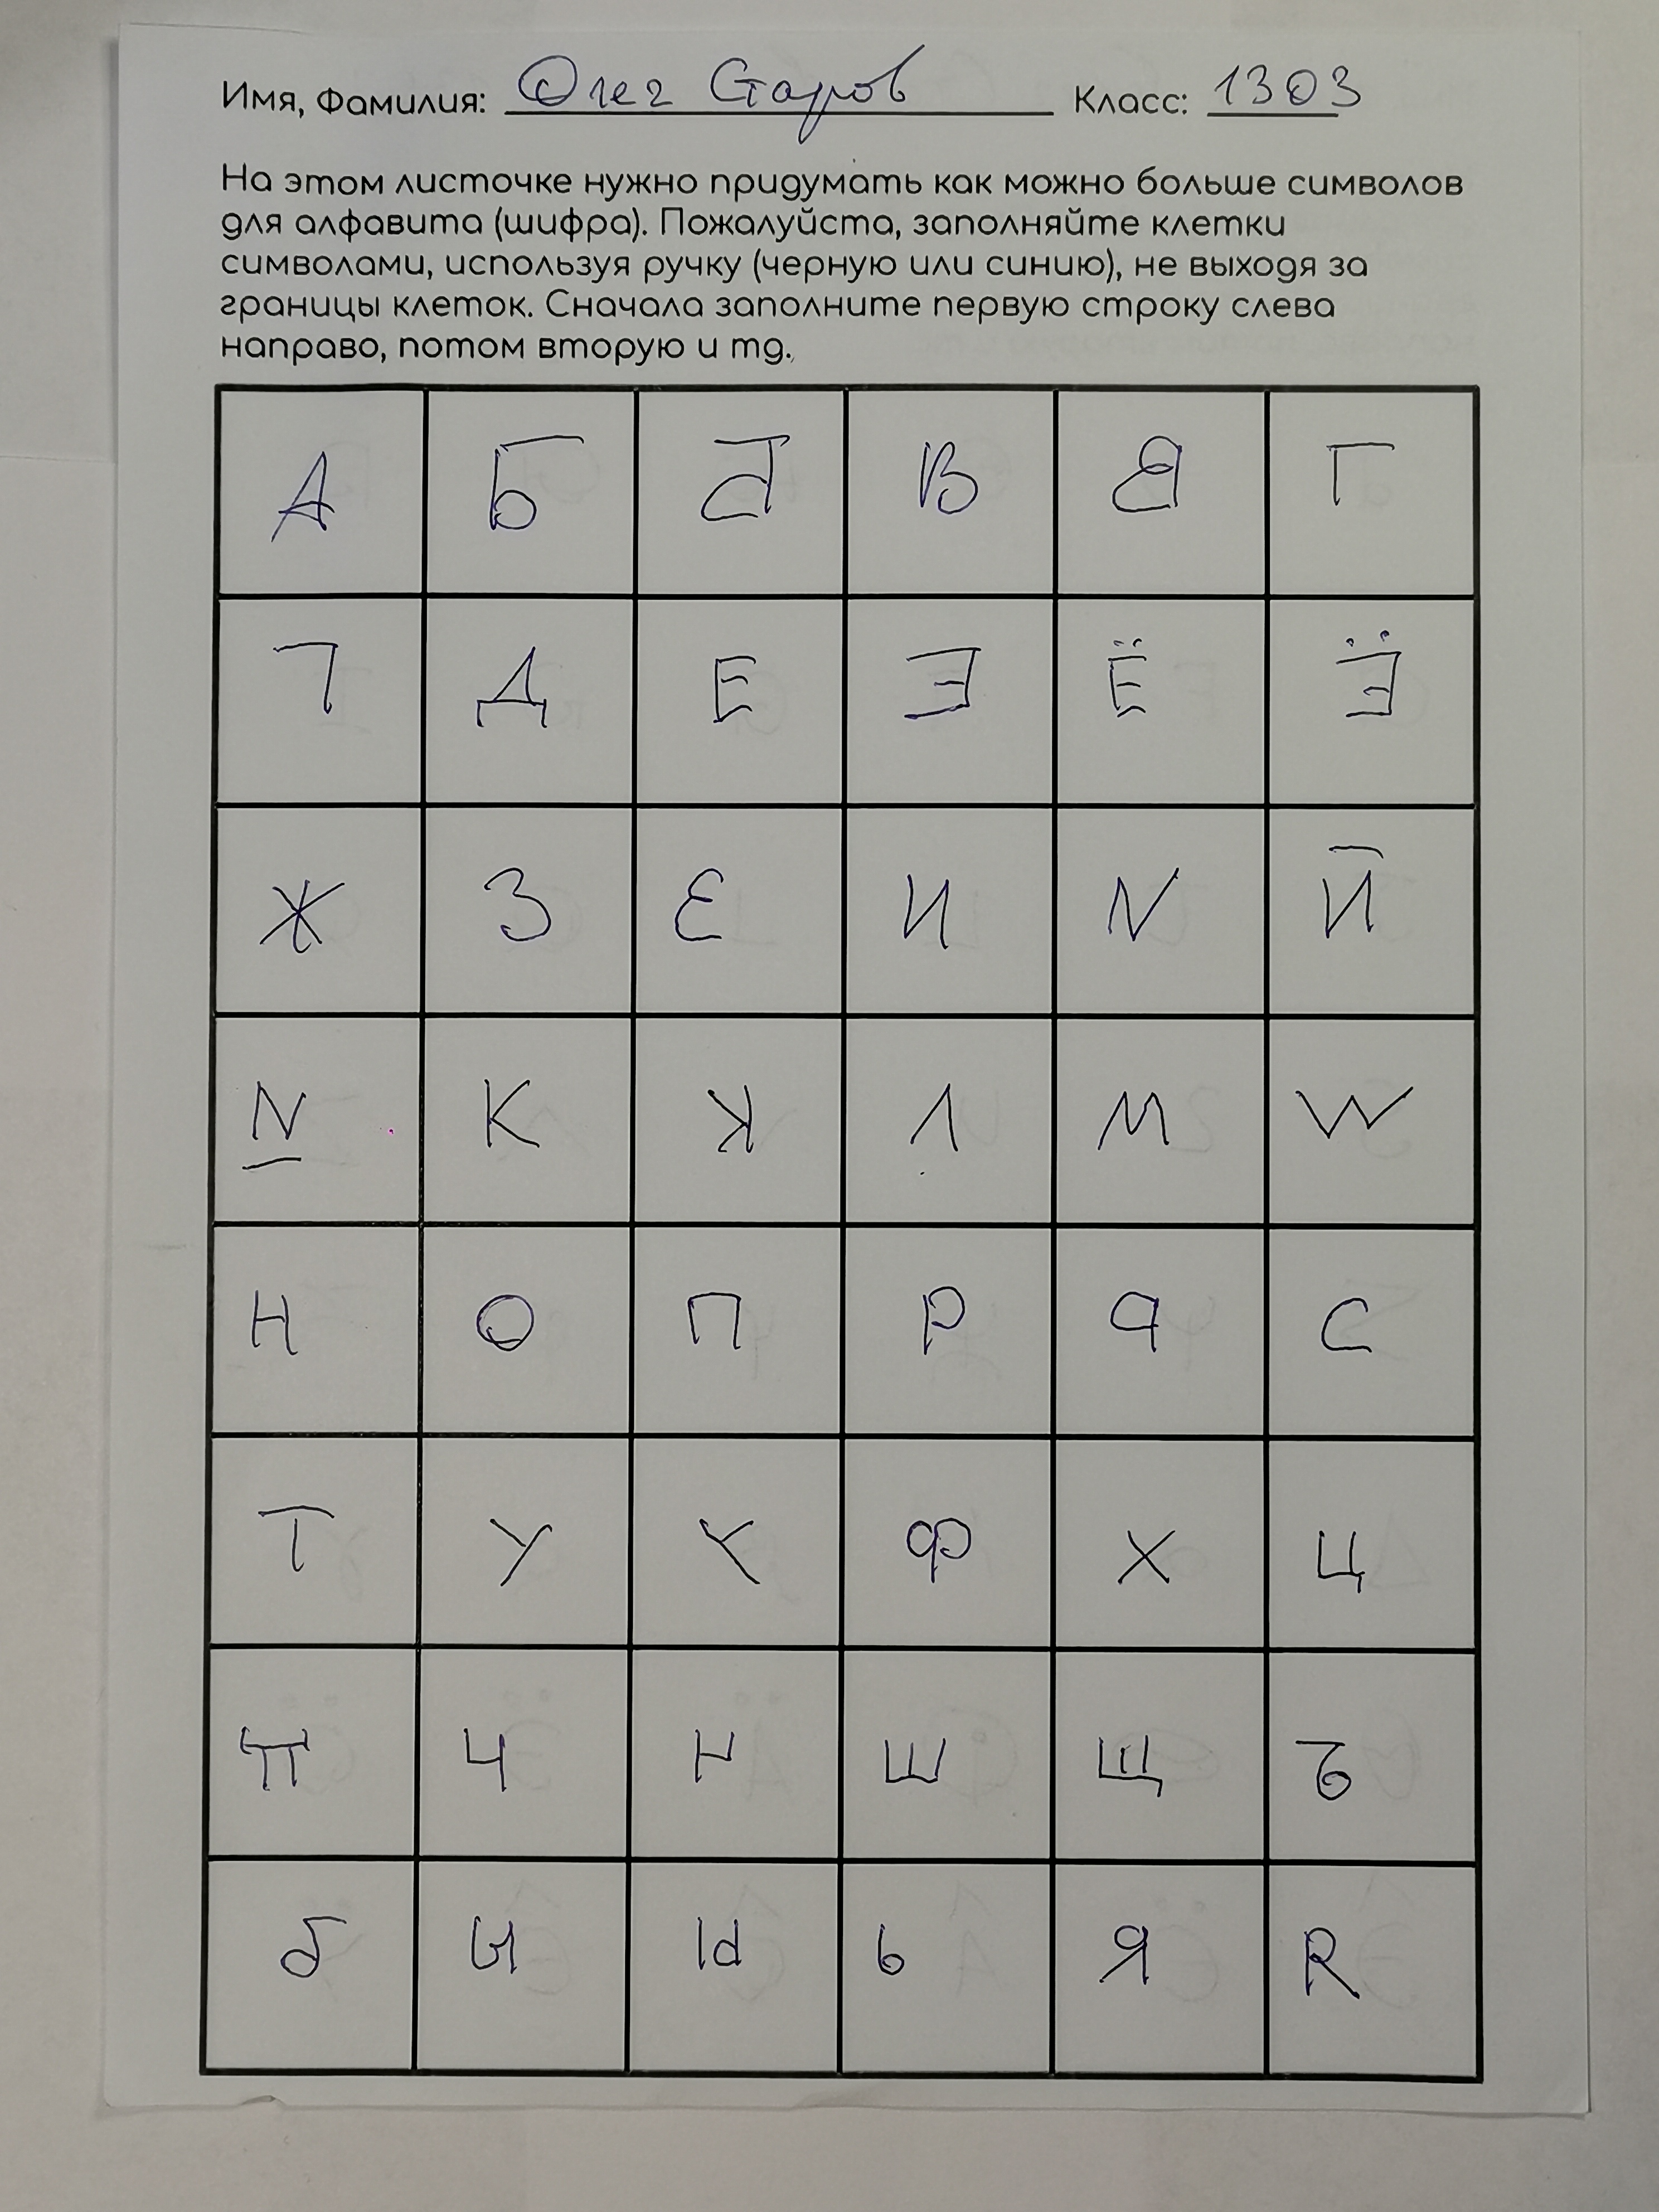 Имя, Фамилия: Олег Старов Класс: 1303
На этом листочке нужно придумать как можно больше символов
для алфавита (шифра). Пожалуйста, заполняйте клетки
символами, используя ручку (черную или синию), не выходя за
границы клеток. Сначала заполните первую строку слева
направо, потом вторую и тд.
А Б В Г
Д Е Ǝ Ё Ǝ̈
Ж З Ɛ И N Й
N К Л М W
Н О П Р С
Т У Ф Х Ц
Ч Ш Щ Ъ
Ы Ь Я R